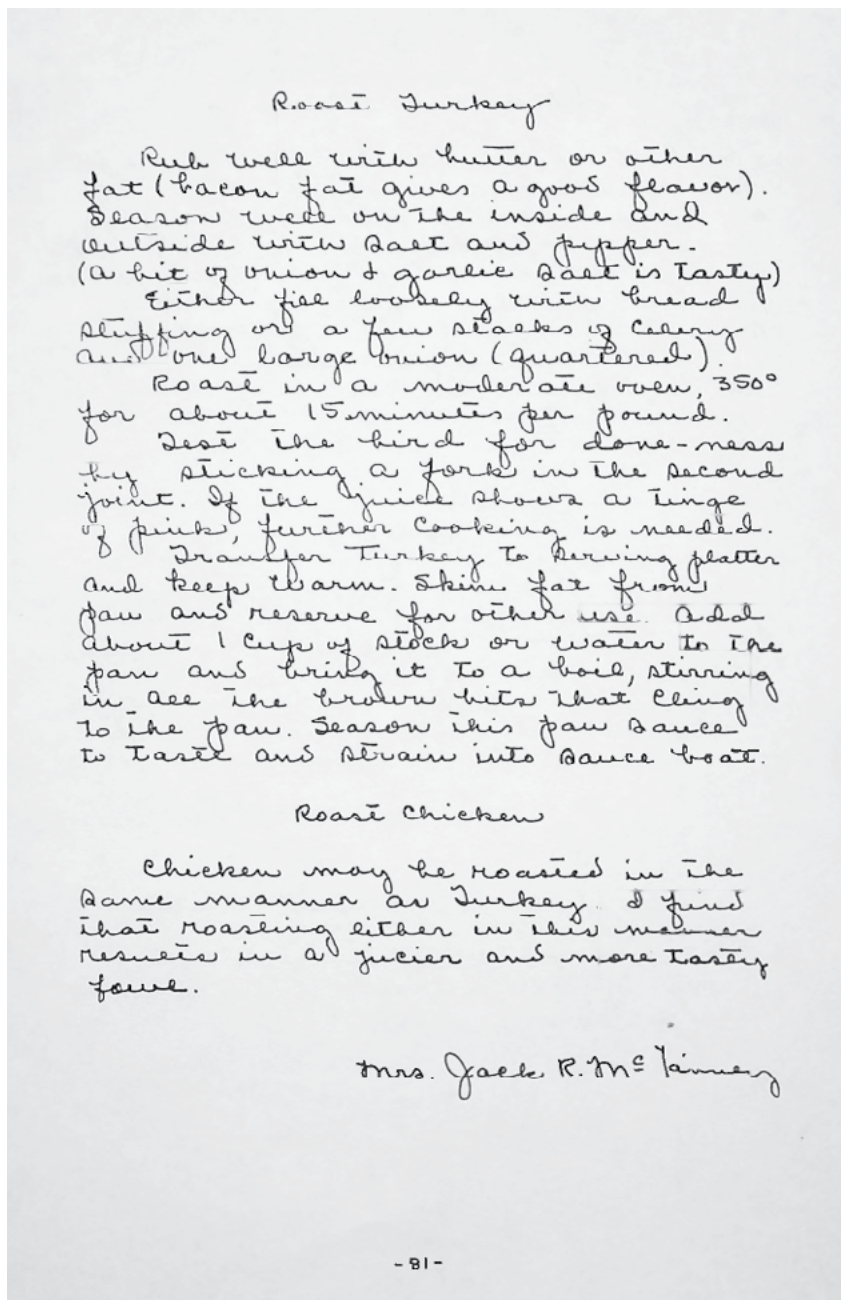 Roast Turkey
Rub well with butter or other
fat (bacon fat gives a good flavor).
Season well on the inside and
outside with salt and pepper.
(a bit of onion & garlic salt is tasty)
Either fill loosely with bread
stuffing or a few stalks of celery
and one large onion (quartered).
Roast in a moderate oven, 350°
for about 15 minutes per pound.
Test the bird for done-ness
by sticking a fork in the second
joint. If the juice shows a tinge
of pink, further cooking is needed.
Transfer Turkey to serving platter
and keep warm. Skim fat from
pan and reserve for other use. Add
about 1 cup of stock or water to the
pan and bring it to a boil, stirring
in all the brown bits that cling
to the pan. Season this pan sauce
to taste and strain into sauce boat.
Roast Chicken
Chicken may be roasted in the
same manner as Turkey. I find
that roasting either in this manner
results in a jucier and more tasty
fowl.
Mrs. Jack R. Mc
-81-